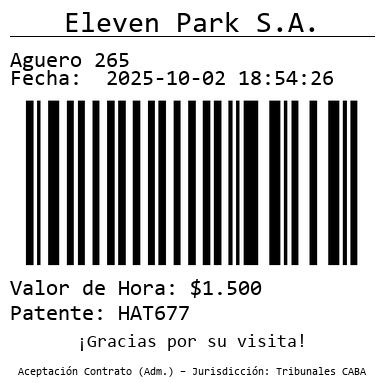 Eleven Park S.A.
Aguero 265
Fecha:  2025-10-02 18:54:26
Valor de Hora: $1.500
Patente: HAT677
¡Gracias por su visita!
Aceptación Contrato (Adm.) – Jurisdicción: Tribunales CABA